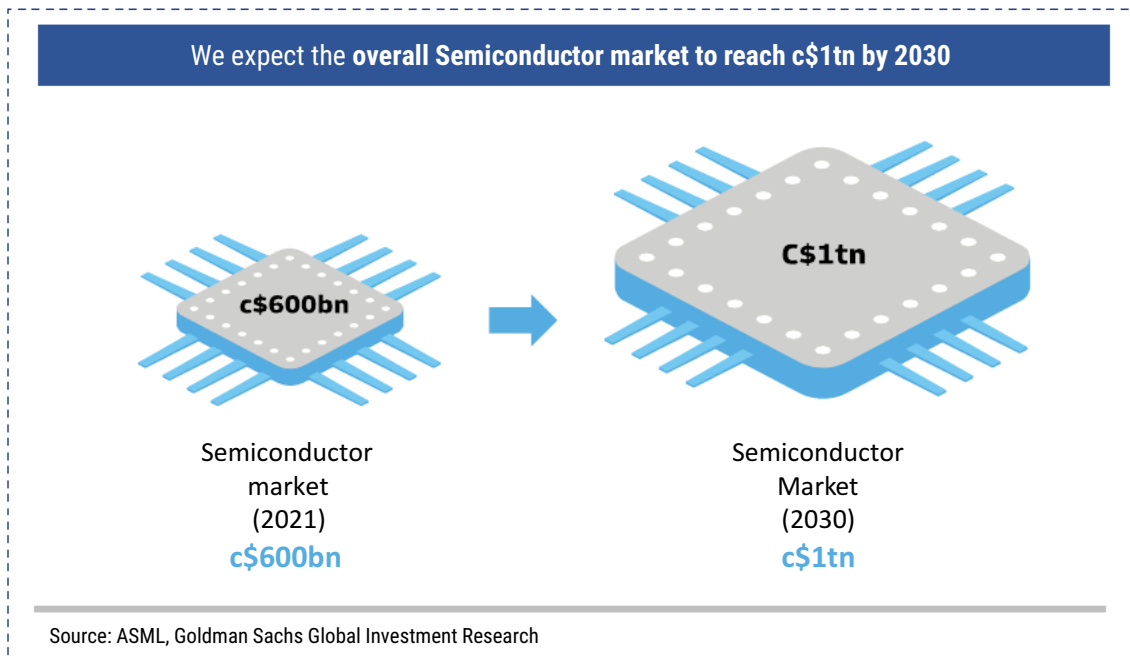 We expect the overall Semiconductor market to reach c$1tn by 2030
c$600bn
C$1tn
Semiconductor
market
(2021)
c$600bn
Semiconductor
Market
(2030)
c$1tn
Source: ASML, Goldman Sachs Global Investment Research